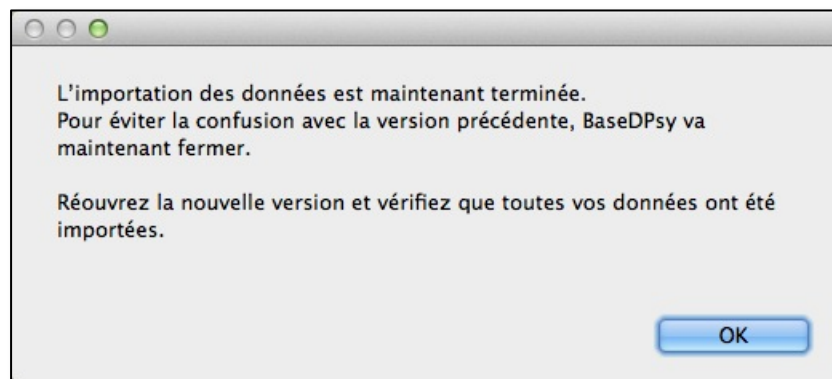 L'importation des données est maintenant terminée.
Pour éviter la confusion avec la version précédente, BaseDPsy va
maintenant fermer.
Réouvrez la nouvelle version et vérifiez que toutes vos données ont été
importées.
OK